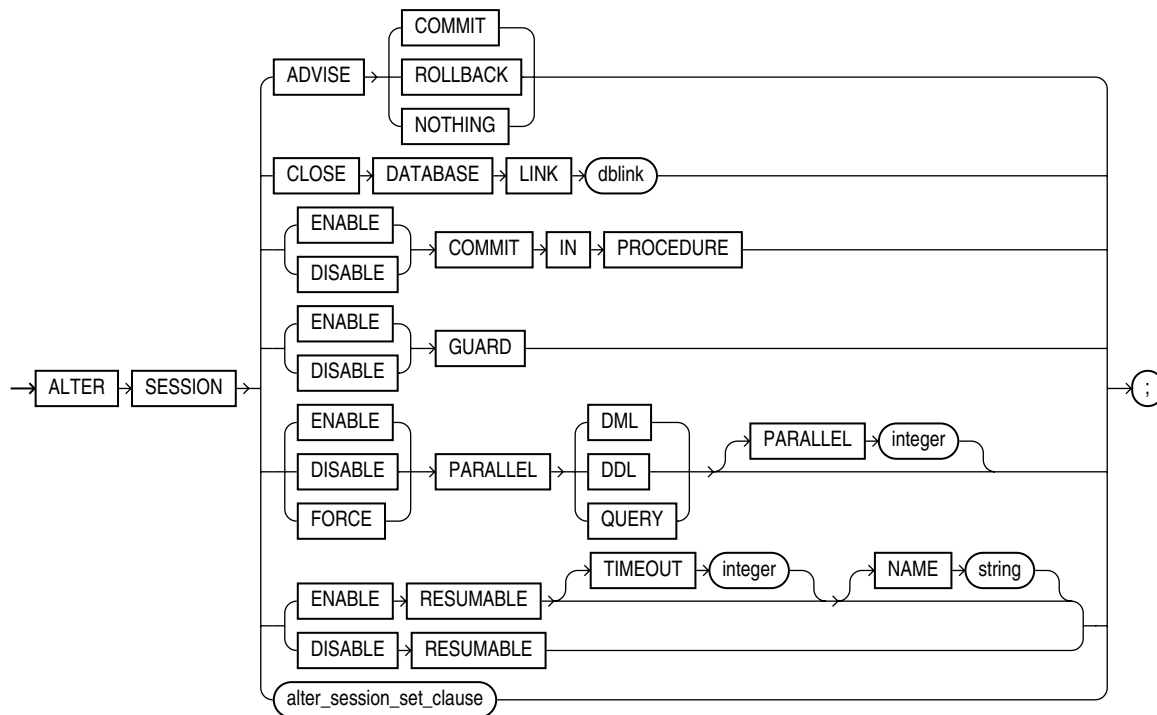 COMMIT
ADVISE ROLLBACK
NOTHING
CLOSE DATABASE LINK dblink
ENABLE
COMMIT IN PROCEDURE
DISABLE
ENABLE
GUARD
DISABLE
ALTER SESSION ;
ENABLE DML PARALLEL integer
DISABLE PARALLEL DDL
FORCE QUERY
TIMEOUT integer NAME string
ENABLE RESUMABLE
DISABLE RESUMABLE
alter_session_set_clause